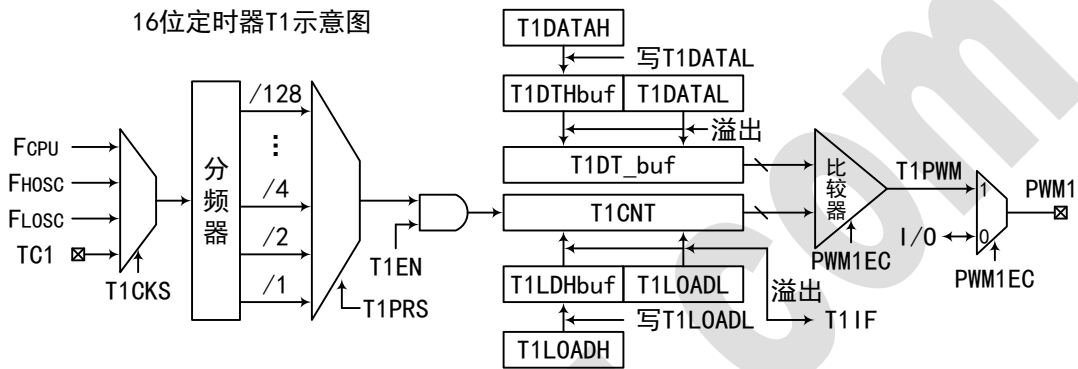 16位定时器T1示意图
T1DATAH
写T1DATAL
T1DTHbuf T1DATAL
溢出
T1DT_buf
T1CNT
T1LDHbuf T1LOADL
溢出
写T1LOADL
T1IF
T1LOADH
FCPU
FHOSC
FLOSC
TC1
T1CKS
分频器
/128
...
/4
/2
/1
T1PRS
T1EN
比较器
PWM1EC
T1PWM
1
0
I/O
PWM1
PWM1EC
com